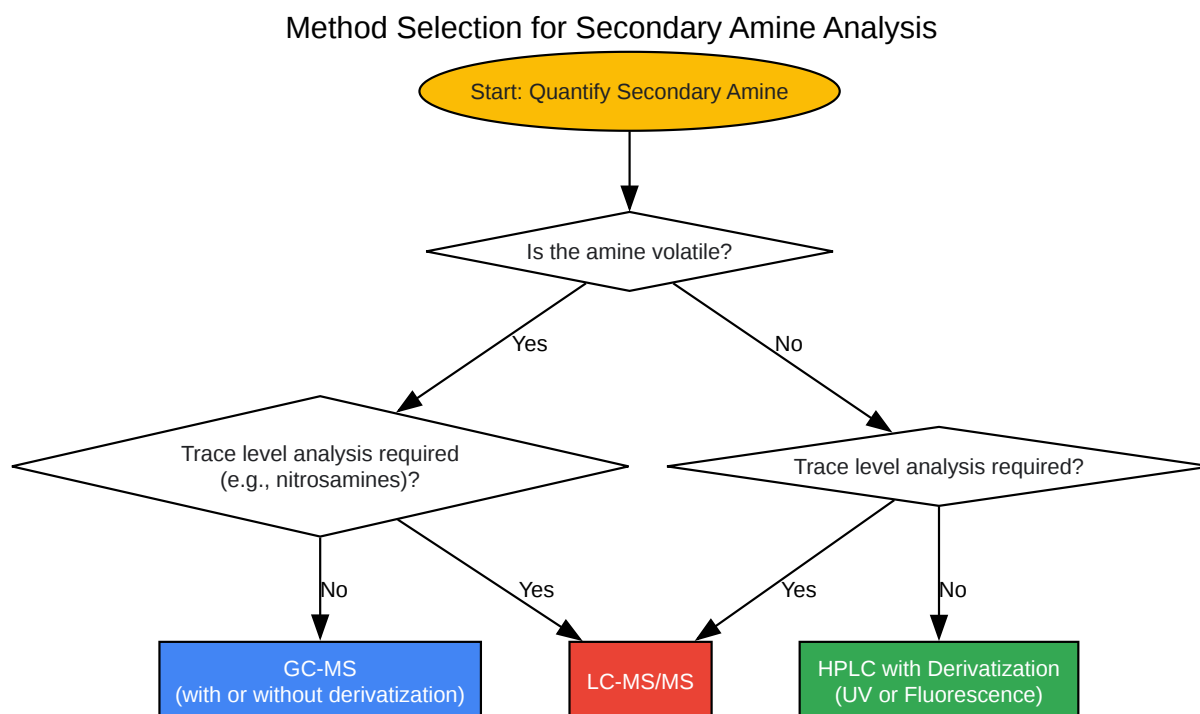 Method Selection for Secondary Amine Analysis
Start: Quantify Secondary Amine
Is the amine volatile?
Yes
No
Trace level analysis required
(e.g., nitrosamines)?
Trace level analysis required?
No
Yes
Yes
No
GC-MS
(with or without derivatization)
LC-MS/MS
HPLC with Derivatization
(UV or Fluorescence)